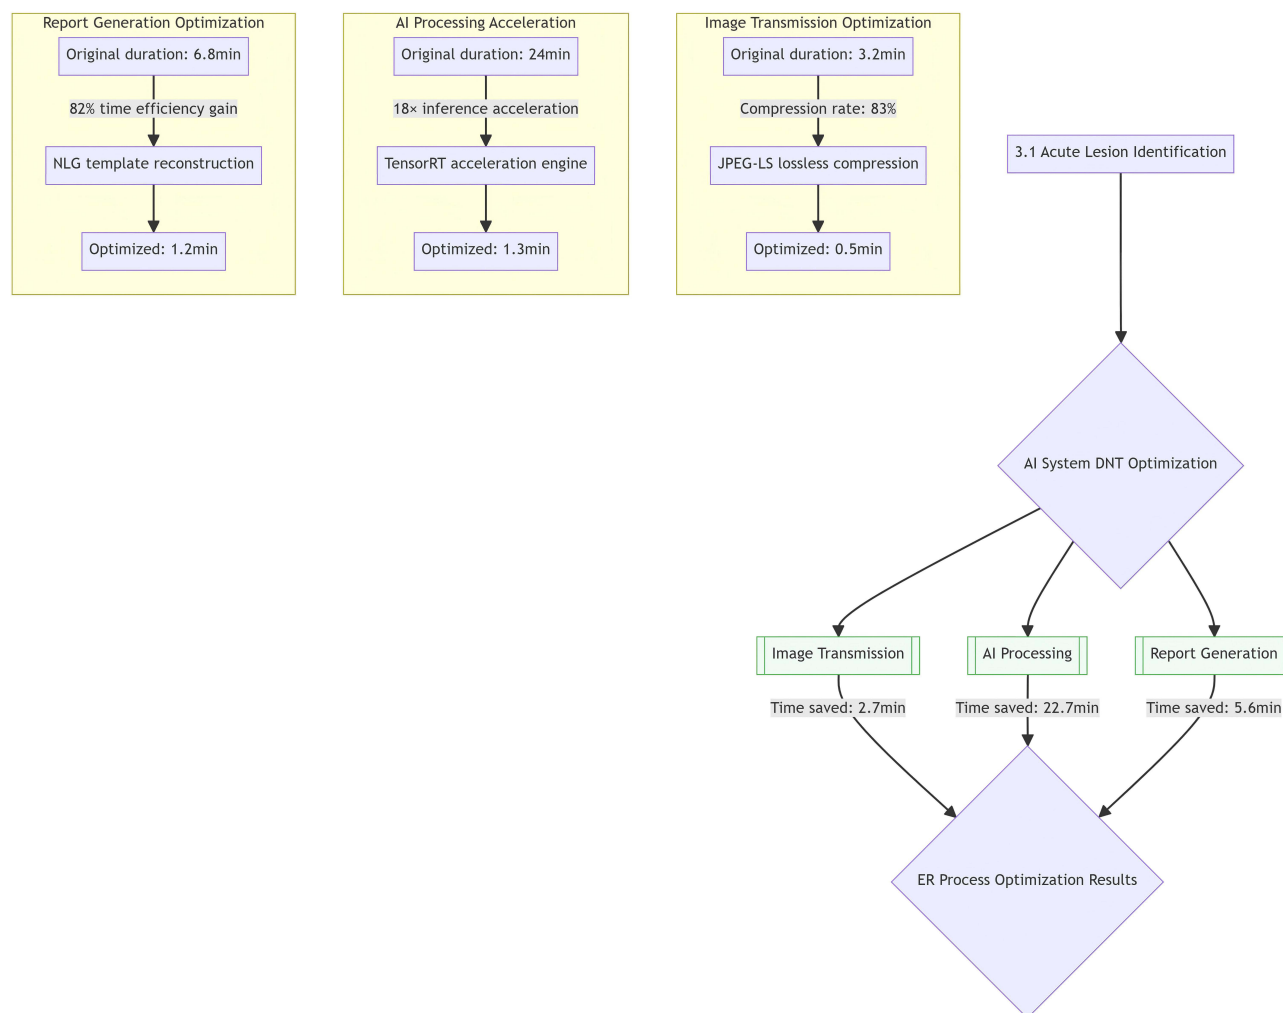 Report Generation Optimization
Original duration: 6.8min
82% time efficiency gain
NLG template reconstruction
Optimized: 1.2min
AI Processing Acceleration
Original duration: 24min
18× inference acceleration
TensorRT acceleration engine
Optimized: 1.3min
Image Transmission Optimization
Original duration: 3.2min
Compression rate: 83%
JPEG-LS lossless compression
Optimized: 0.5min
3.1 Acute Lesion Identification
AI System DNT Optimization
Image Transmission
AI Processing
Report Generation
Time saved: 2.7min
Time saved: 22.7min
Time saved: 5.6min
ER Process Optimization Results